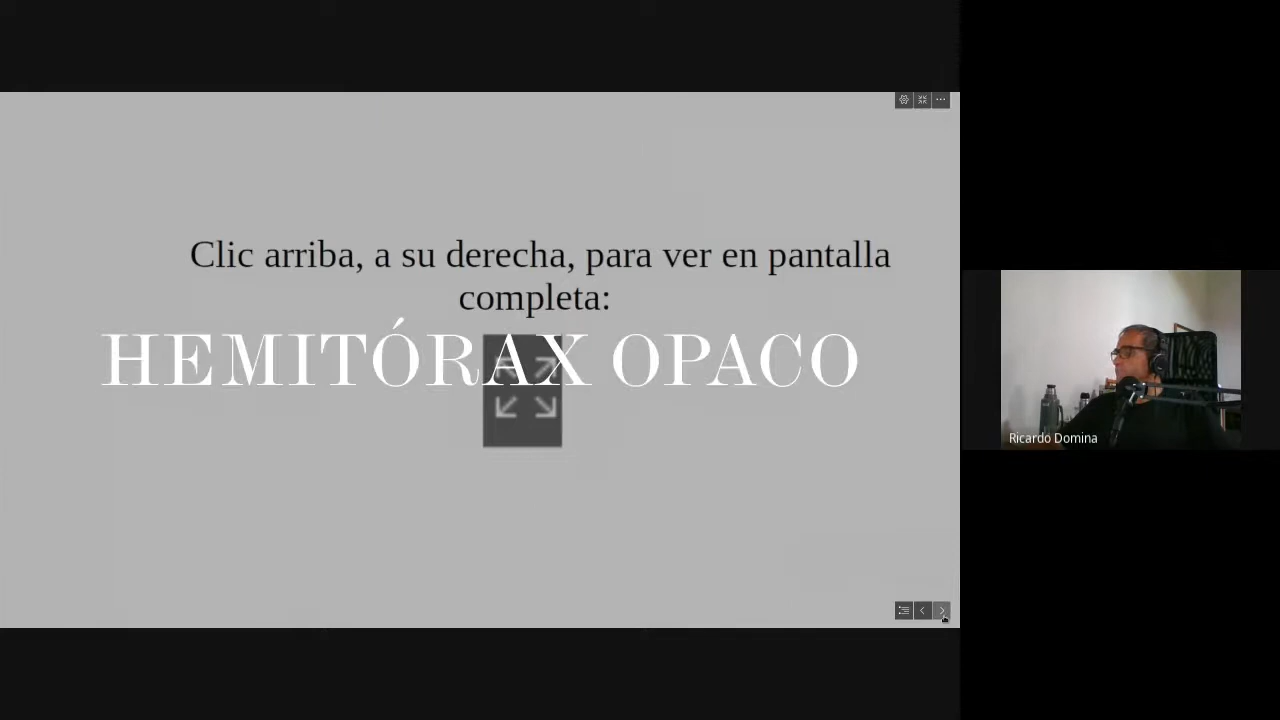 Clic arriba, a su derecha, para ver en pantalla
completa:
HEMITÓRAX OPACO
Ricardo Domina